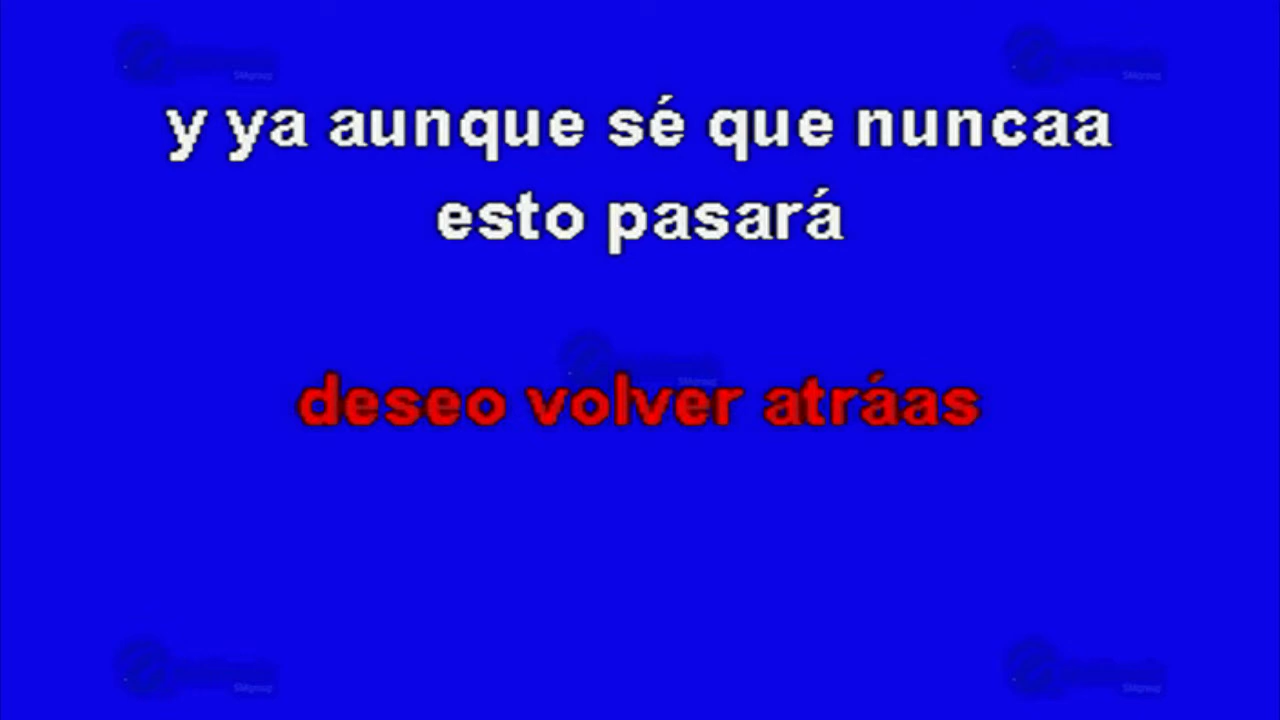 y ya aunque sé que nuncaa
esto pasará
deseo volver atráas